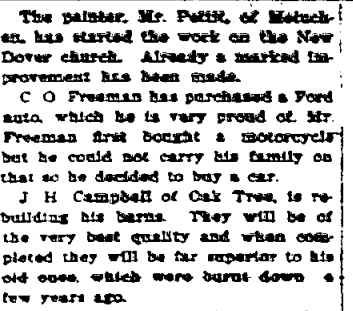 The painter, Mr. Petit, of Metuch-
en, has started the work on the New
Dover church. Already a marked im-
provement has been made.
C O Freeman has purchased a Ford
auto, which he is very proud of. Mr.
Freeman first bought a motorcycle
but he could not carry his family on
that so he decided to buy a car.
J H Campbell of Oak Tree, is re-
building his barns. They will be of
the very best quality and when com-
pleted they will be far superior to his
old ones, which were burnt down a
few years ago.